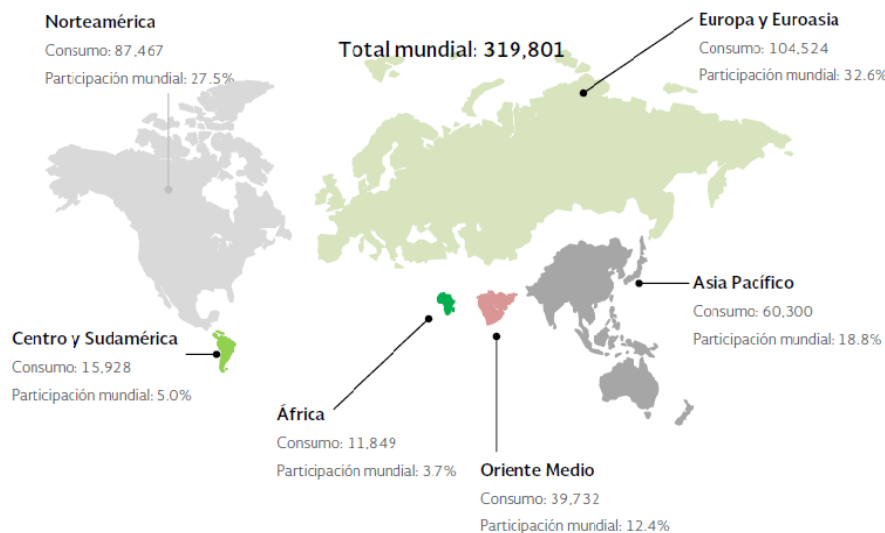 Norteamérica
Consumo: 87,467
Participación mundial: 27.5%
Total mundial: 319,801
Europa y Euroasia
Consumo: 104,524
Participación mundial: 32.6%
Asia Pacífico
Consumo: 60,300
Participación mundial: 18.8%
Centro y Sudamérica
Consumo: 15,928
Participación mundial: 5.0%
África
Consumo: 11,849
Participación mundial: 3.7%
Oriente Medio
Consumo: 39,732
Participación mundial: 12.4%